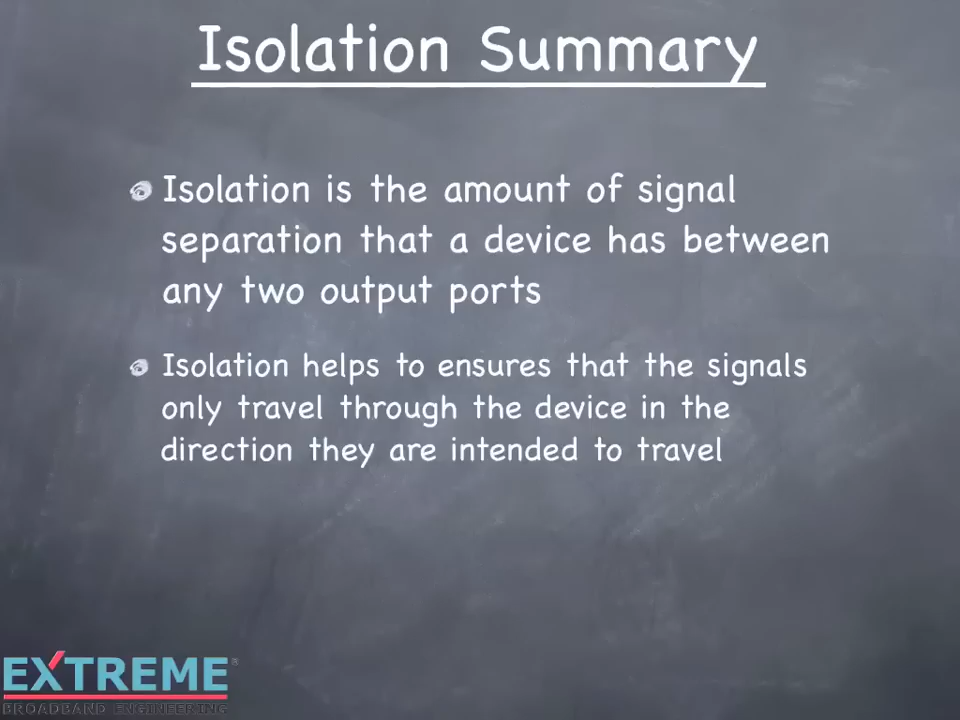 Isolation Summary
Isolation is the amount of signal
separation that a device has between
any two output ports
Isolation helps to ensures that the signals
only travel through the device in the
direction they are intended to travel
EXTREME®
BROADBAND ENGINEERING